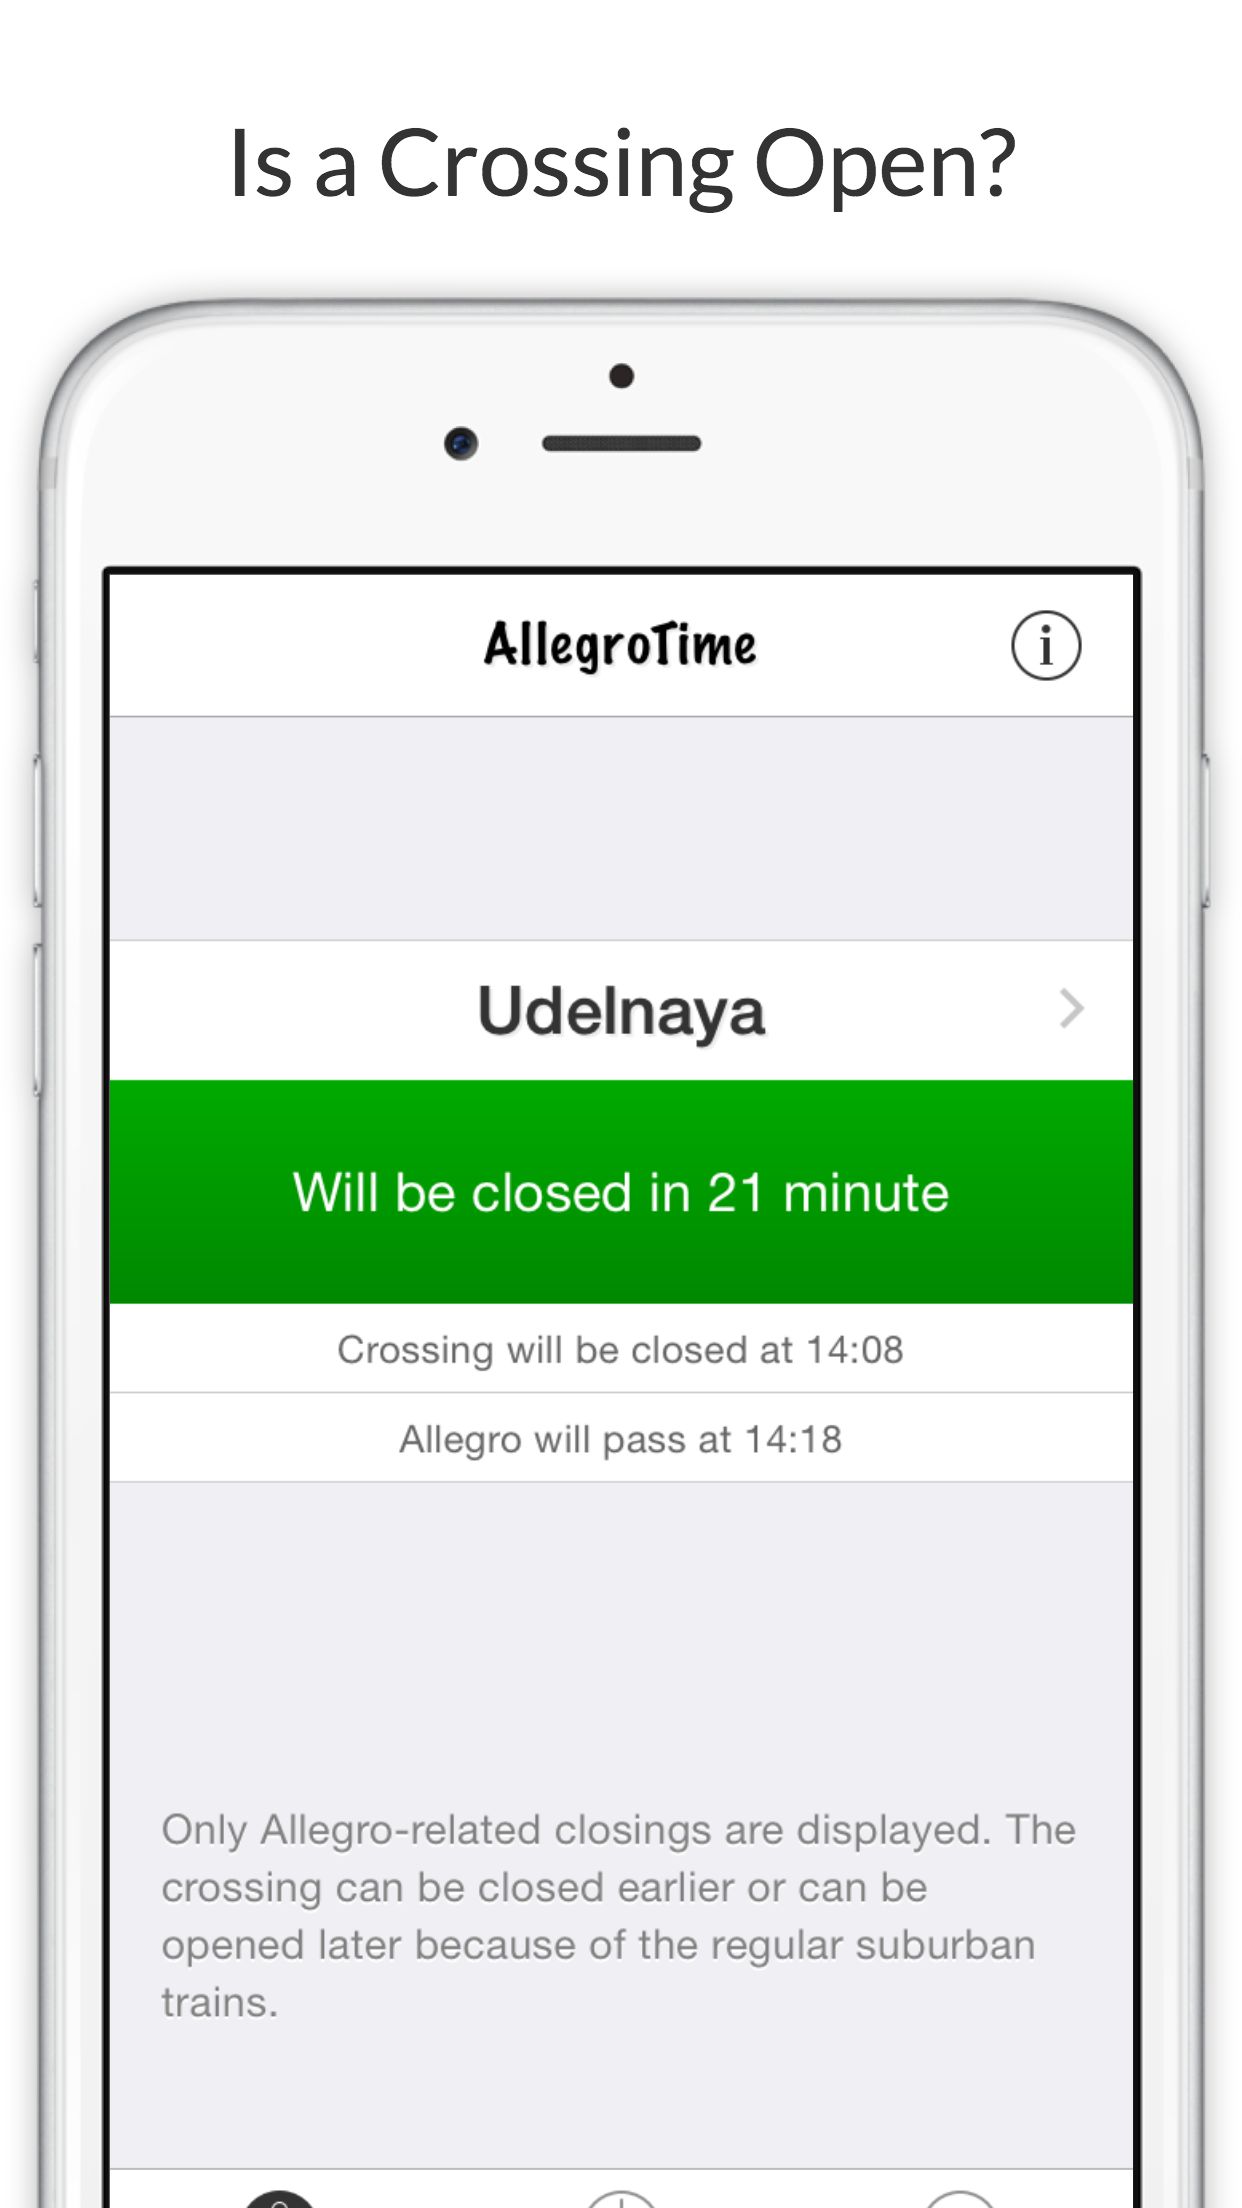 Is a Crossing Open?
AllegroTime
i
Udelnaya
Will be closed in 21 minute
Crossing will be closed at 14:08
Allegro will pass at 14:18
Only Allegro-related closings are displayed. The
crossing can be closed earlier or can be
opened later because of the regular suburban
trains.